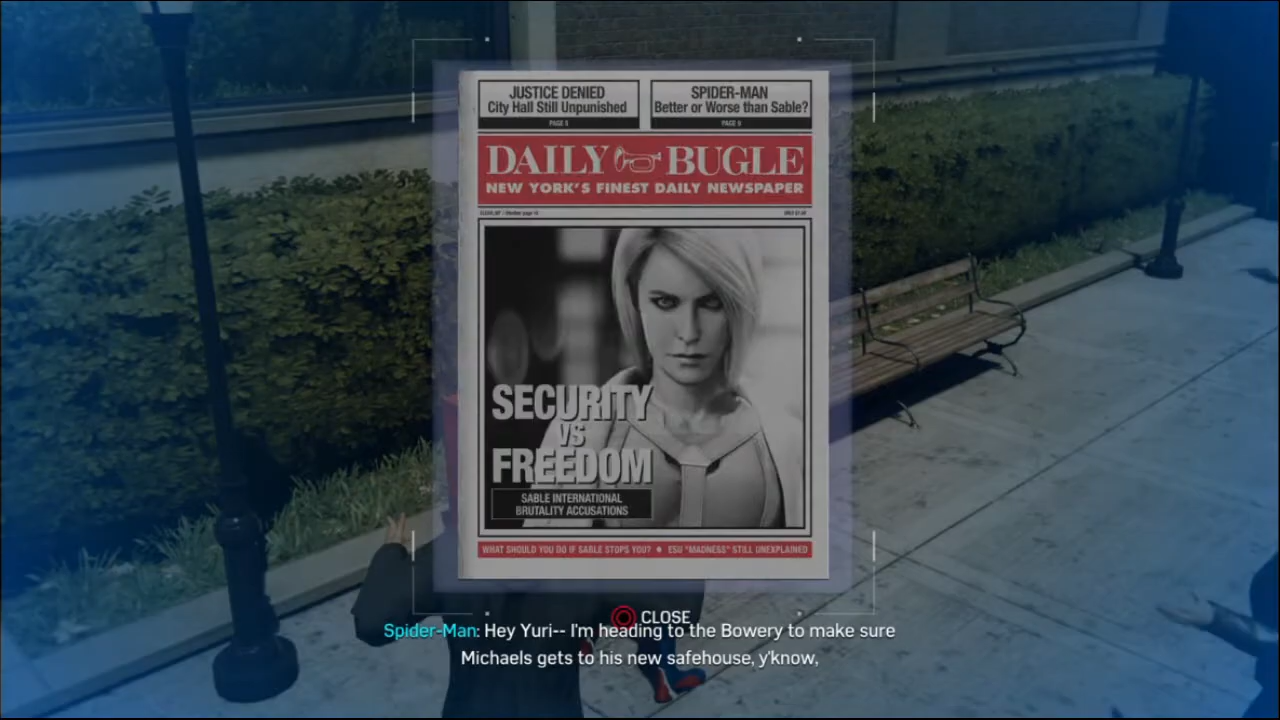 JUSTICE DENIED
City Hall Still Unpunished
SPIDER-MAN
Better or Worse than Sable?
DAILY BUGLE
NEW YORK'S FINEST DAILY NEWSPAPER
SECURITY
VS
FREEDOM
SABLE INTERNATIONAL
BRUTALITY ACCUSATIONS
WHAT SHOULD YOU DO IF SABLE STOPS YOU? ● ESU "MADNESS" STILL UNEXPLAINED
CLOSE
Spider-Man: Hey Yuri-- I'm heading to the Bowery to make sure
Michaels gets to his new safehouse, y'know,